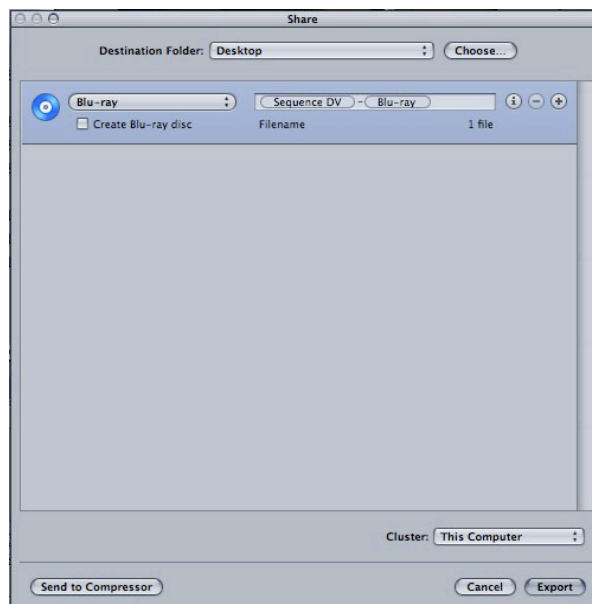 Share
Destination Folder: Desktop Choose...
Blu-ray Sequence DV - Blu-ray
Create Blu-ray disc Filename 1 file
Cluster: This Computer
Send to Compressor Cancel Export